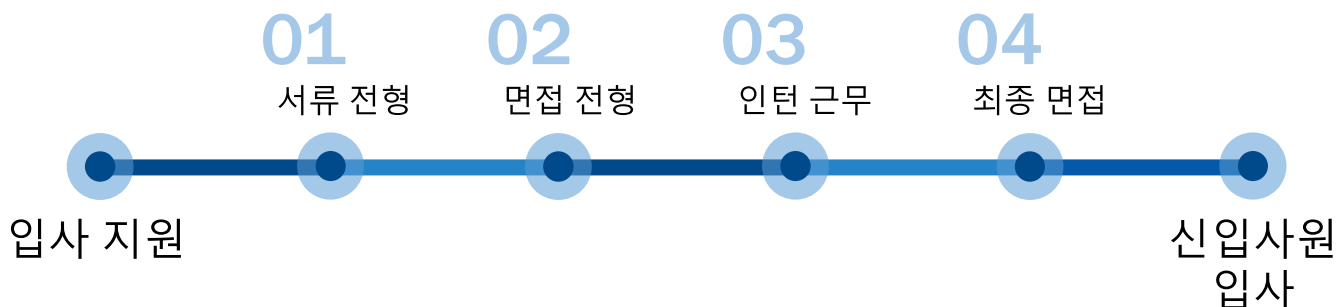 01
서류 전형
02
면접 전형
03
인턴 근무
04
최종 면접
입사 지원
신입사원
입사